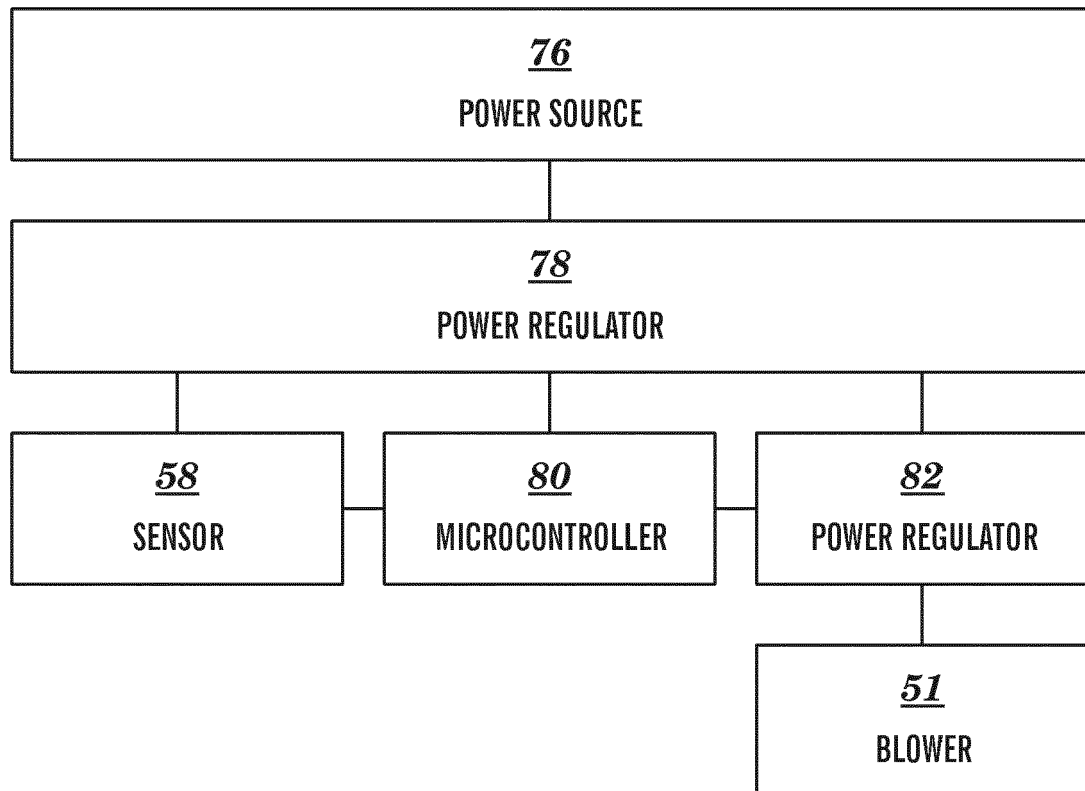 76
POWER SOURCE
78
POWER REGULATOR
58
SENSOR
80
MICROCONTROLLER
82
POWER REGULATOR
51
BLOWER